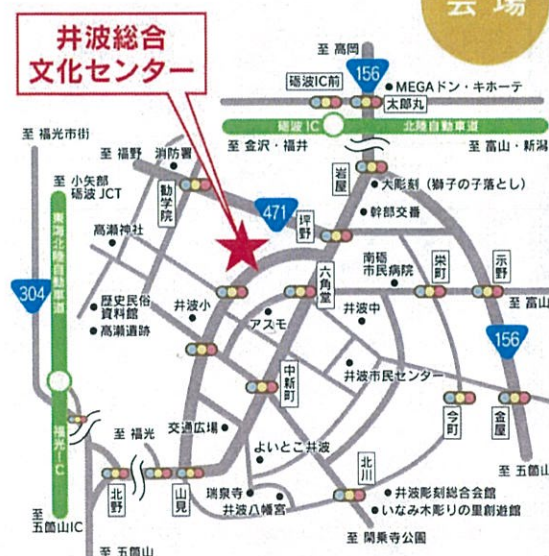 会場
井波総合
文化センター
至 高岡
砺波IC前
156
MEGAドン・キホーテ
太郎丸
砺波 IC
北陸自動車道
至 金沢・福井
至 富山・新潟
至 福光市街
至 福野
消防署
勧学院
岩屋
大彫刻（獅子の子落とし）
幹部交番
至 小矢部
砺波 JCT
東海北陸自動車道
471
坪野
高瀬神社
南砺
市民病院
栄町
示野
304
六角堂
歴史民俗
資料館
高瀬遺跡
井波小
アスモ
井波中
至 富山
156
中新町
井波市民センター
今町
金屋
福光IC
至 福光
交通広場
よいとこ井波
至 五箇山
北野
山見
瑞泉寺
井波八幡宮
北川
井波彫刻総合会館
いなみ木彫りの里創遊館
至 五箇山IC
至 閑乗寺公園
至 五箇山